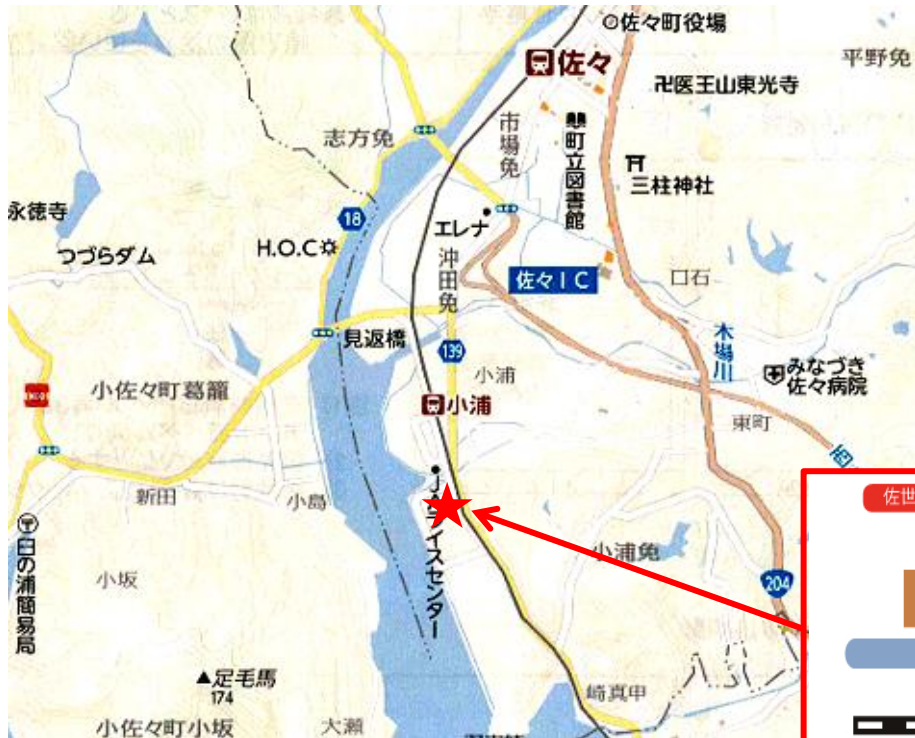 佐々町役場
佐々
平野免
卍医王山東光寺
市場免
町立図書館
志方免
三柱神社
永徳寺
18
エレナ
つづらダム
H.O.C
沖田免
佐々IC
口石
木場川
見返橋
139
みなづき
佐々病院
小佐々町葛籠
小浦
小浦
東町
新田
小島
JAライスセンター
佐世
臼の浦簡易局
小浦免
小坂
204
足毛馬
174
崎真申
小佐々町小坂
大瀬